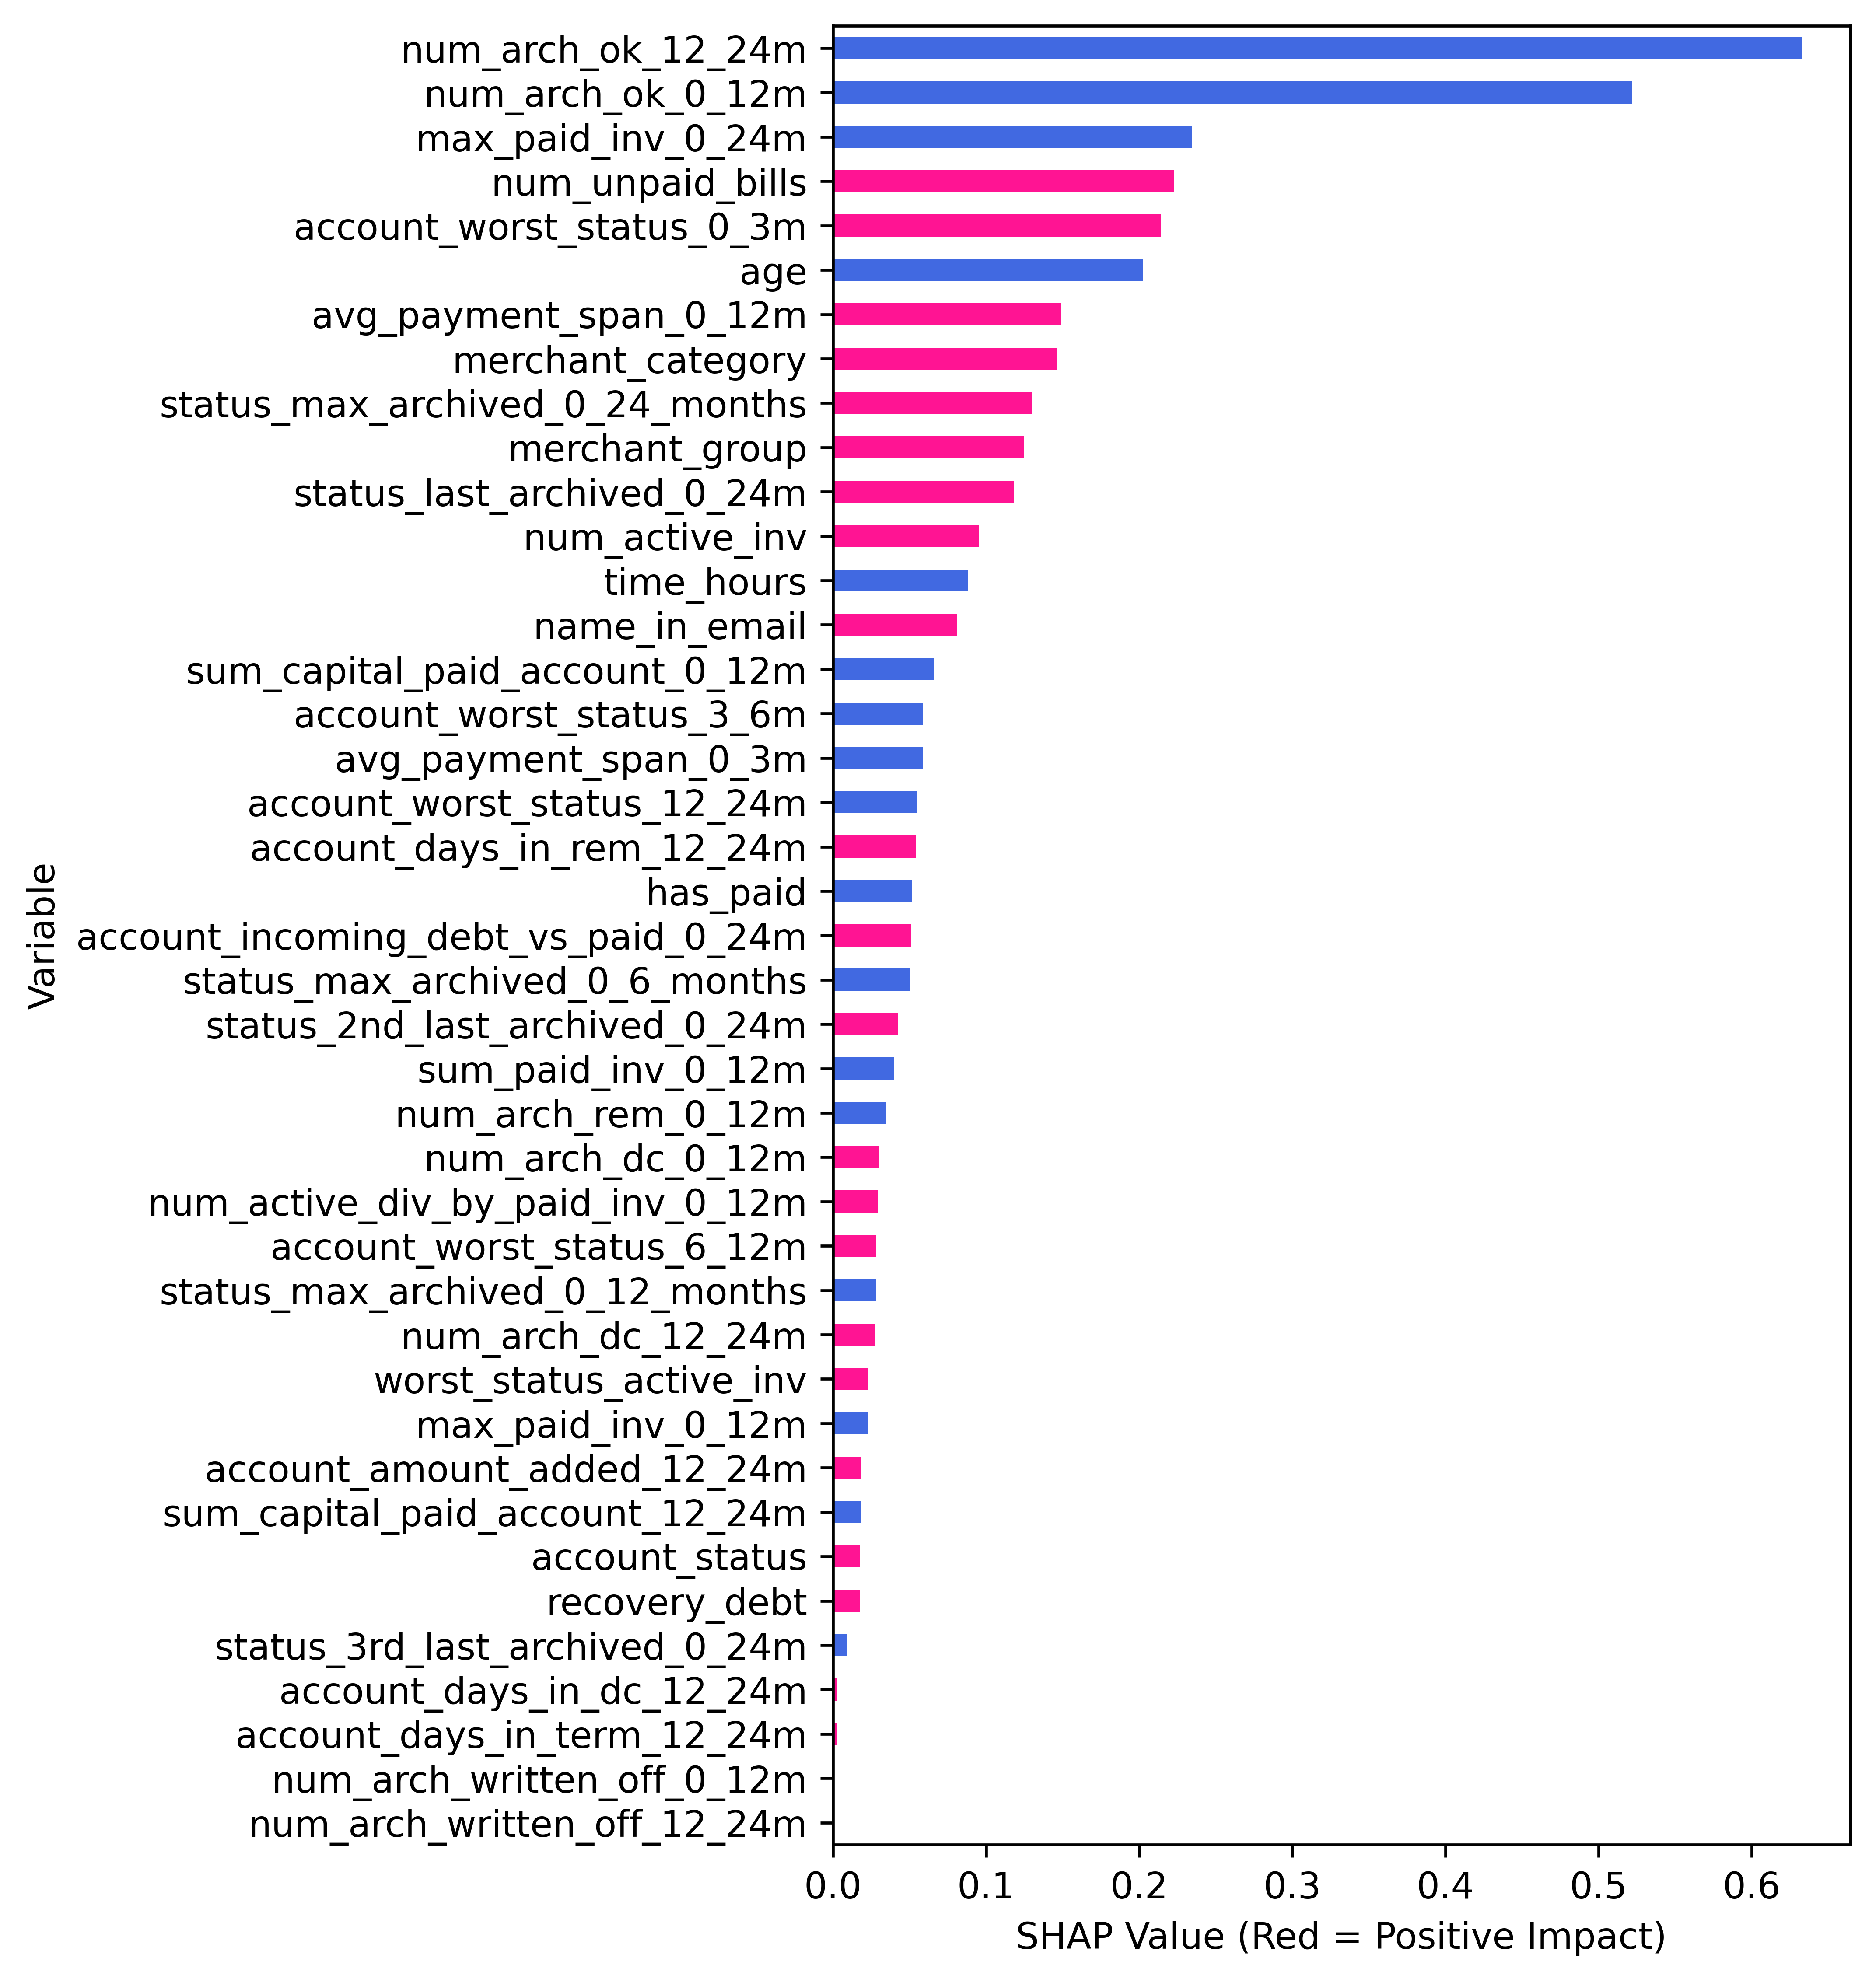 num_arch_ok_12_24m
num_arch_ok_0_12m
max_paid_inv_0_24m
num_unpaid_bills
account_worst_status_0_3m
age
avg_payment_span_0_12m
merchant_category
status_max_archived_0_24_months
merchant_group
status_last_archived_0_24m
num_active_inv
time_hours
name_in_email
sum_capital_paid_account_0_12m
account_worst_status_3_6m
avg_payment_span_0_3m
account_worst_status_12_24m
account_days_in_rem_12_24m
has_paid
account_incoming_debt_vs_paid_0_24m
status_max_archived_0_6_months
status_2nd_last_archived_0_24m
sum_paid_inv_0_12m
num_arch_rem_0_12m
num_arch_dc_0_12m
num_active_div_by_paid_inv_0_12m
account_worst_status_6_12m
status_max_archived_0_12_months
num_arch_dc_12_24m
worst_status_active_inv
max_paid_inv_0_12m
account_amount_added_12_24m
sum_capital_paid_account_12_24m
account_status
recovery_debt
status_3rd_last_archived_0_24m
account_days_in_dc_12_24m
account_days_in_term_12_24m
num_arch_written_off_0_12m
num_arch_written_off_12_24m
Variable
0.0 0.1 0.2 0.3 0.4 0.5 0.6
SHAP Value (Red = Positive Impact)